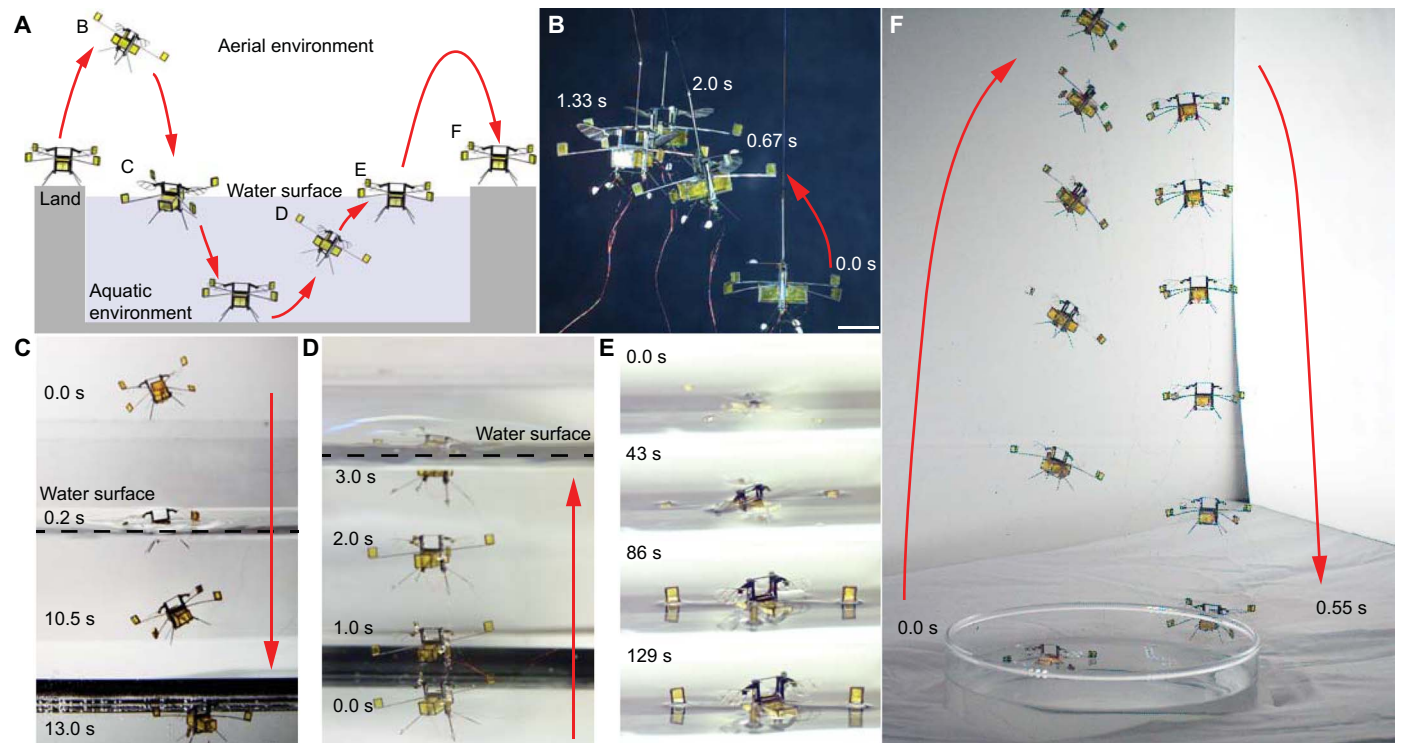 A
B
Aerial environment
F
C
E
Water surface
Land
D
Aquatic
environment
B
2.0 s
1.33 s
0.67 s
0.0 s
C
0.0 s
Water surface
0.2 s
10.5 s
13.0 s
D
Water surface
3.0 s
2.0 s
1.0 s
0.0 s
E
0.0 s
43 s
86 s
129 s
F
0.0 s
0.55 s